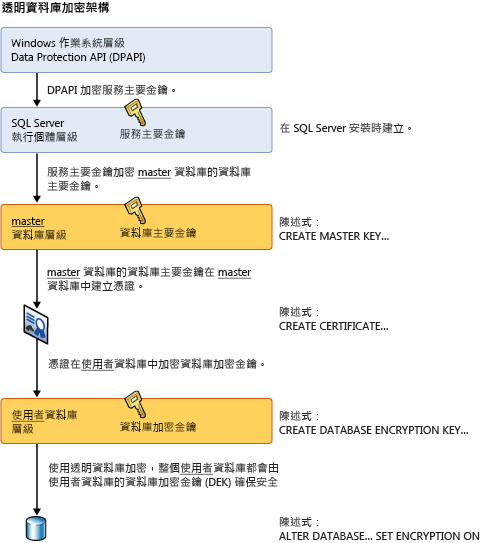 透明資料庫加密架構
Windows 作業系統層級
Data Protection API (DPAPI)
DPAPI 加密服務主要金鑰。
SQL Server
執行個體層級
服務主要金鑰
在 SQL Server 安裝時建立。
服務主要金鑰加密 master 資料庫的資料庫
主要金鑰。
master
資料庫層級
資料庫主要金鑰
陳述式：
CREATE MASTER KEY...
master 資料庫的資料庫主要金鑰在 master
資料庫中建立憑證。
陳述式：
CREATE CERTIFICATE...
憑證在使用者資料庫中加密資料庫加密金鑰。
使用者資料庫
層級
資料庫加密金鑰
陳述式：
CREATE DATABASE ENCRYPTION KEY...
使用透明資料庫加密，整個使用者資料庫都會由
使用者資料庫的資料庫加密金鑰 (DEK) 確保安全
陳述式：
ALTER DATABASE... SET ENCRYPTION ON